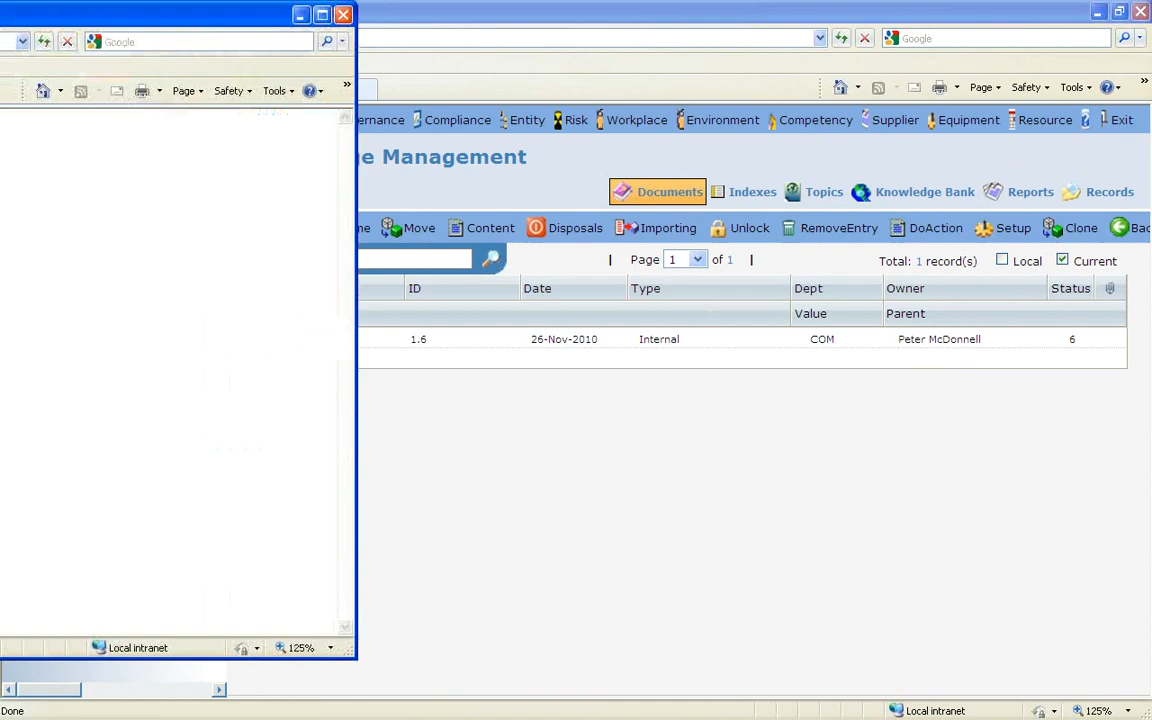 Google
Google
Page
Safety
Tools
»
Page
Safety
Tools
»
ernance
Compliance
Entity
Risk
Workplace
Environment
Competency
Supplier
Equipment
Resource
Exit
e Management
Documents
Indexes
Topics
Knowledge Bank
Reports
Records
me
Move
Content
Disposals
Importing
Unlock
RemoveEntry
DoAction
Setup
Clone
Bac
Page 1 of 1
Total: 1 record(s)
Local
Current
ID
Date
Type
Dept
Owner
Status
Value
Parent
1.6
26-Nov-2010
Internal
COM
Peter McDonnell
6
Local intranet
125%
Done
Local intranet
125%